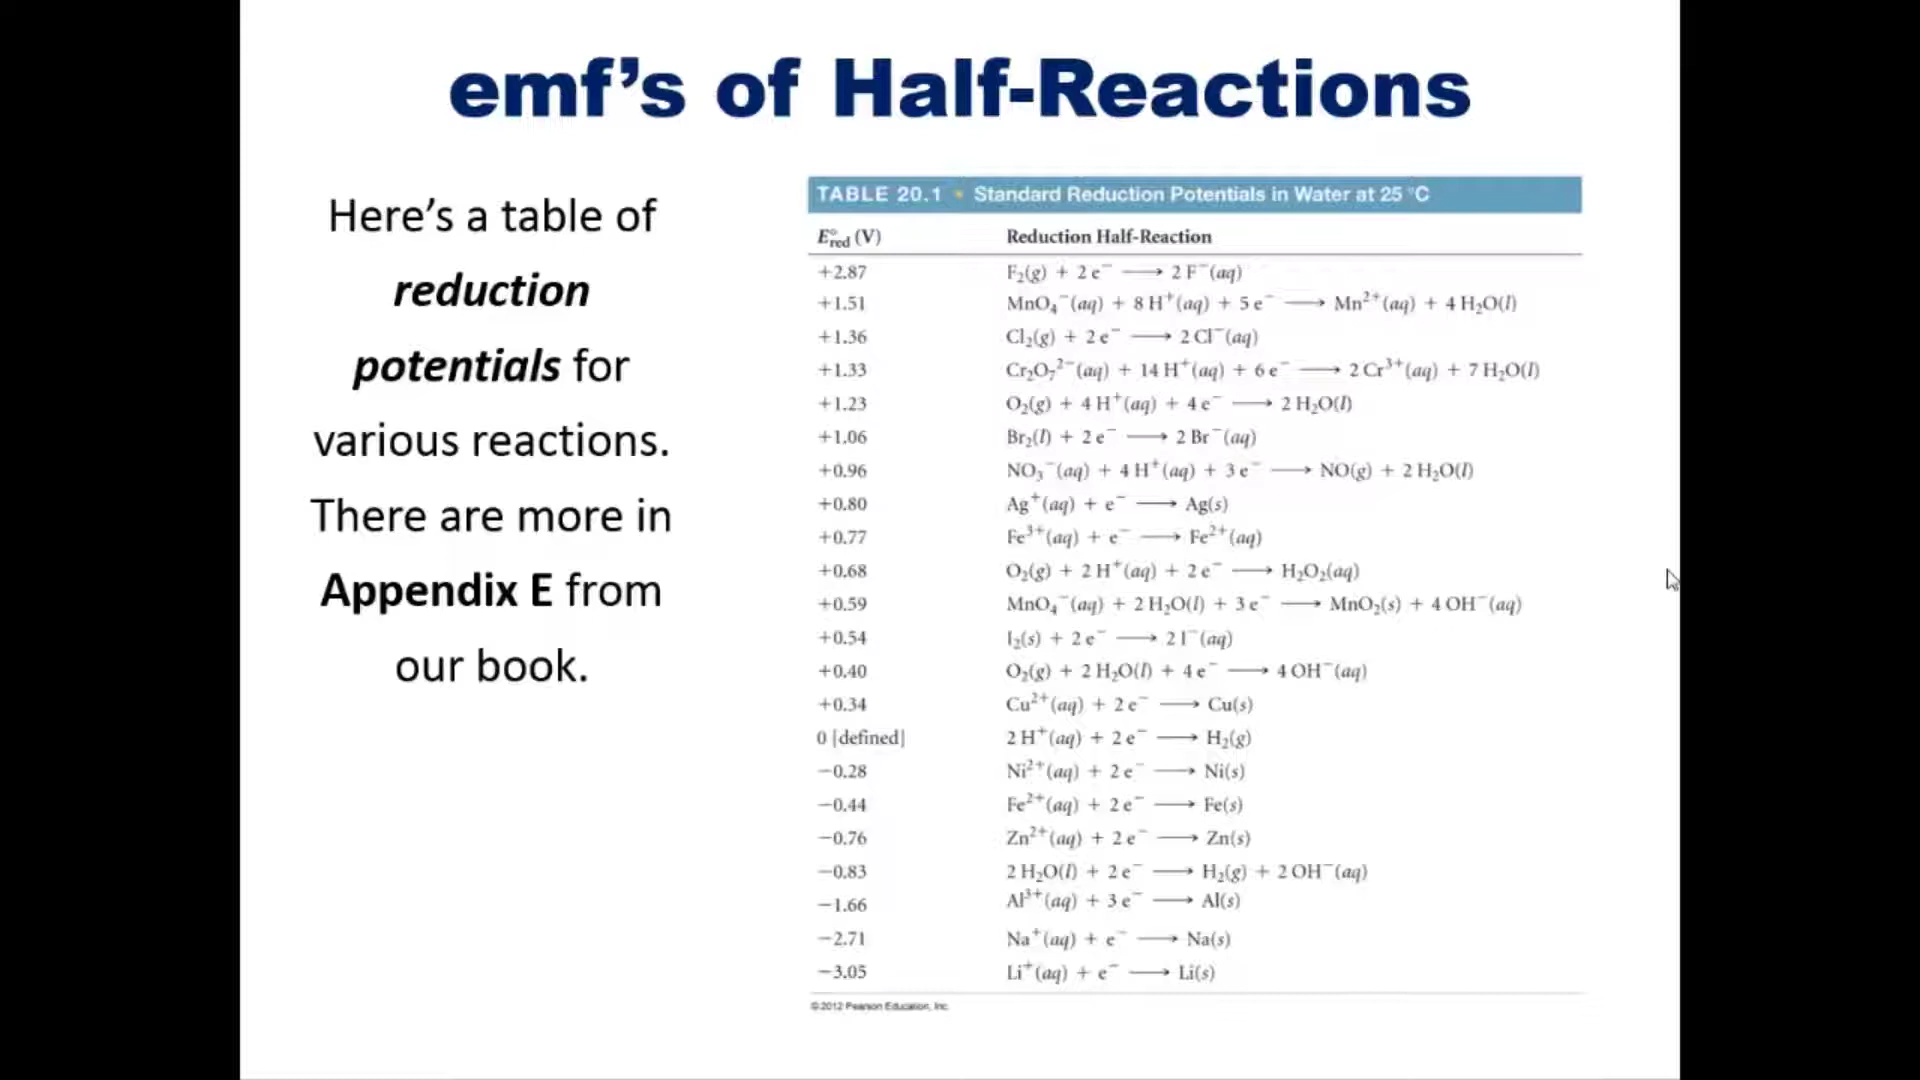 emf’s of Half-Reactions
Here’s a table of
reduction
potentials for
various reactions.
There are more in
Appendix E from
our book.
TABLE 20.1 • Standard Reduction Potentials in Water at 25 °C
E°red (V) Reduction Half-Reaction
+2.87 F₂(g) + 2 e⁻ ⟶ 2 F⁻(aq)
+1.51 MnO₄⁻(aq) + 8 H⁺(aq) + 5 e⁻ ⟶ Mn²⁺(aq) + 4 H₂O(l)
+1.36 Cl₂(g) + 2 e⁻ ⟶ 2 Cl⁻(aq)
+1.33 Cr₂O₇²⁻(aq) + 14 H⁺(aq) + 6 e⁻ ⟶ 2 Cr³⁺(aq) + 7 H₂O(l)
+1.23 O₂(g) + 4 H⁺(aq) + 4 e⁻ ⟶ 2 H₂O(l)
+1.06 Br₂(l) + 2 e⁻ ⟶ 2 Br⁻(aq)
+0.96 NO₃⁻(aq) + 4 H⁺(aq) + 3 e⁻ ⟶ NO(g) + 2 H₂O(l)
+0.80 Ag⁺(aq) + e⁻ ⟶ Ag(s)
+0.77 Fe³⁺(aq) + e⁻ ⟶ Fe²⁺(aq)
+0.68 O₂(g) + 2 H⁺(aq) + 2 e⁻ ⟶ H₂O₂(aq)
+0.59 MnO₄⁻(aq) + 2 H₂O(l) + 3 e⁻ ⟶ MnO₂(s) + 4 OH⁻(aq)
+0.54 I₂(s) + 2 e⁻ ⟶ 2 I⁻(aq)
+0.40 O₂(g) + 2 H₂O(l) + 4 e⁻ ⟶ 4 OH⁻(aq)
+0.34 Cu²⁺(aq) + 2 e⁻ ⟶ Cu(s)
0 [defined] 2 H⁺(aq) + 2 e⁻ ⟶ H₂(g)
−0.28 Ni²⁺(aq) + 2 e⁻ ⟶ Ni(s)
−0.44 Fe²⁺(aq) + 2 e⁻ ⟶ Fe(s)
−0.76 Zn²⁺(aq) + 2 e⁻ ⟶ Zn(s)
−0.83 2 H₂O(l) + 2 e⁻ ⟶ H₂(g) + 2 OH⁻(aq)
−1.66 Al³⁺(aq) + 3 e⁻ ⟶ Al(s)
−2.71 Na⁺(aq) + e⁻ ⟶ Na(s)
−3.05 Li⁺(aq) + e⁻ ⟶ Li(s)
©2012 Pearson Education, Inc.